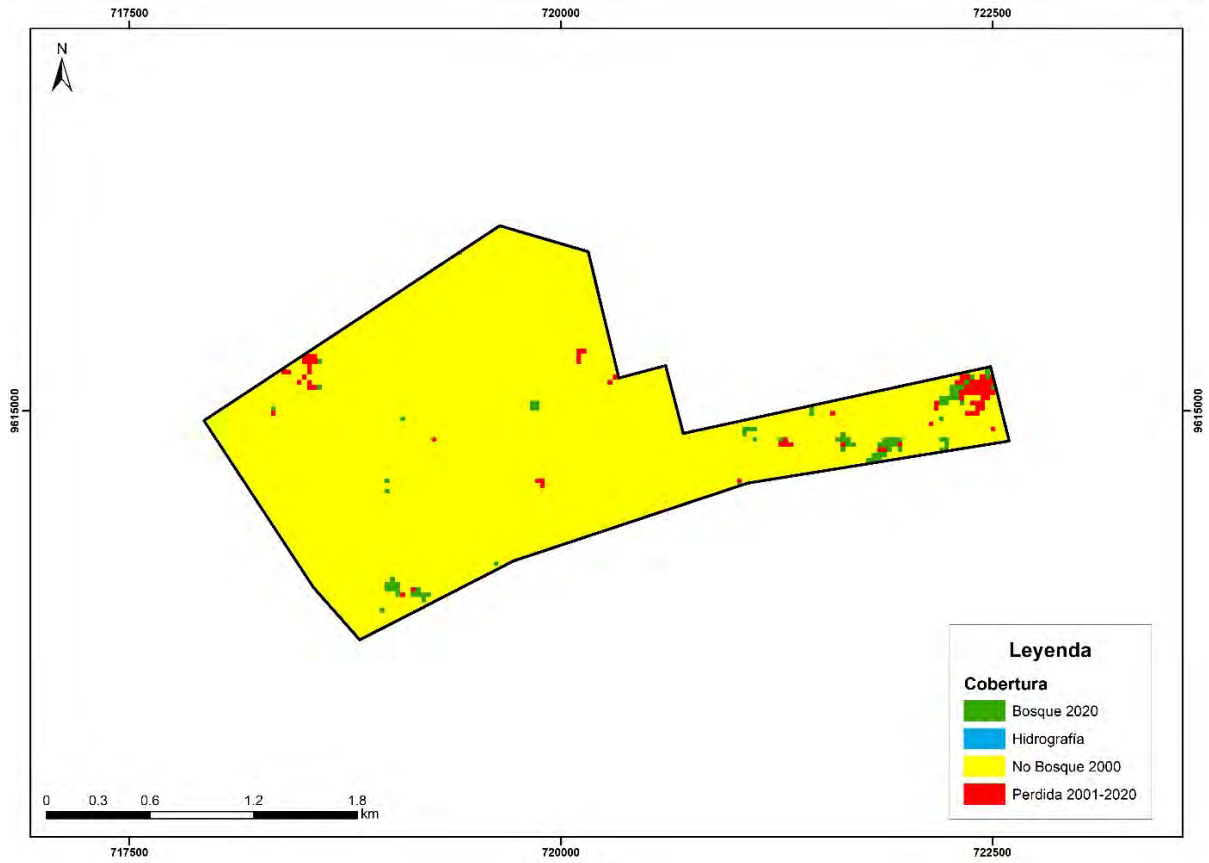 717500 720000 722500
N
9615000 9615000
Leyenda
Cobertura
Bosque 2020
Hidrografía
No Bosque 2000
Perdida 2001-2020
0 0.3 0.6 1.2 1.8
km
717500 720000 722500